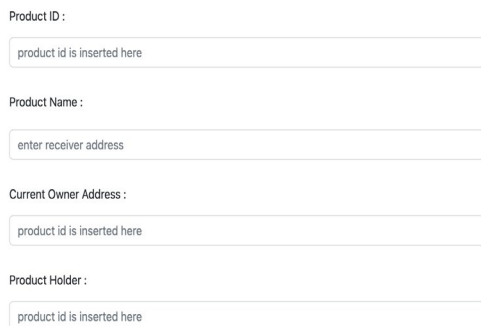 Product ID :
product id is inserted here
Product Name :
enter receiver address
Current Owner Address :
product id is inserted here
Product Holder :
product id is inserted here